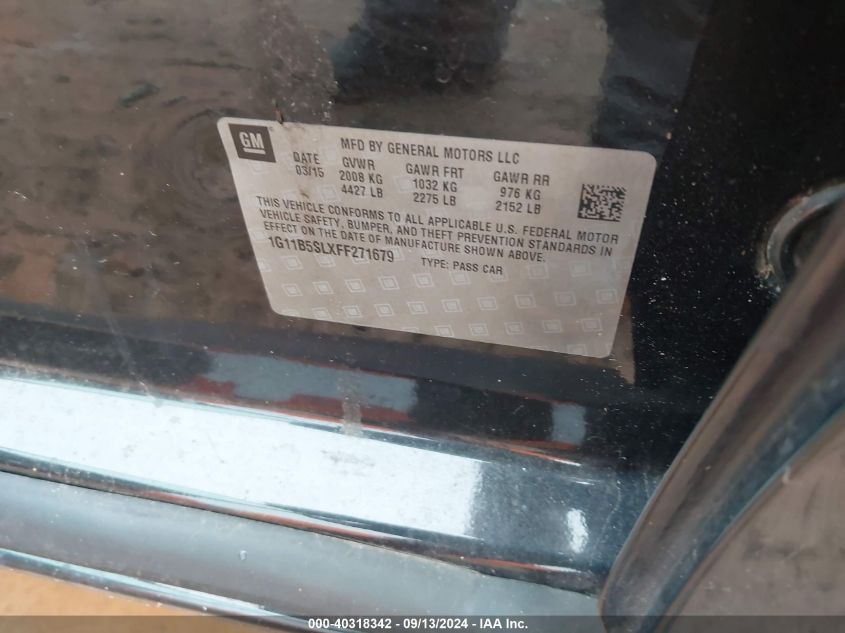 GM
MFD BY GENERAL MOTORS LLC
DATE GVWR GAWR FRT GAWR RR
03/15 2008 KG 1032 KG 976 KG
4427 LB 2275 LB 2152 LB
THIS VEHICLE CONFORMS TO ALL APPLICABLE U.S. FEDERAL MOTOR
VEHICLE SAFETY, BUMPER, AND THEFT PREVENTION STANDARDS IN
EFFECT ON THE DATE OF MANUFACTURE SHOWN ABOVE.
1G11B5SLXFF271679 TYPE: PASS CAR
000-40318342 - 09/13/2024 - IAA Inc.